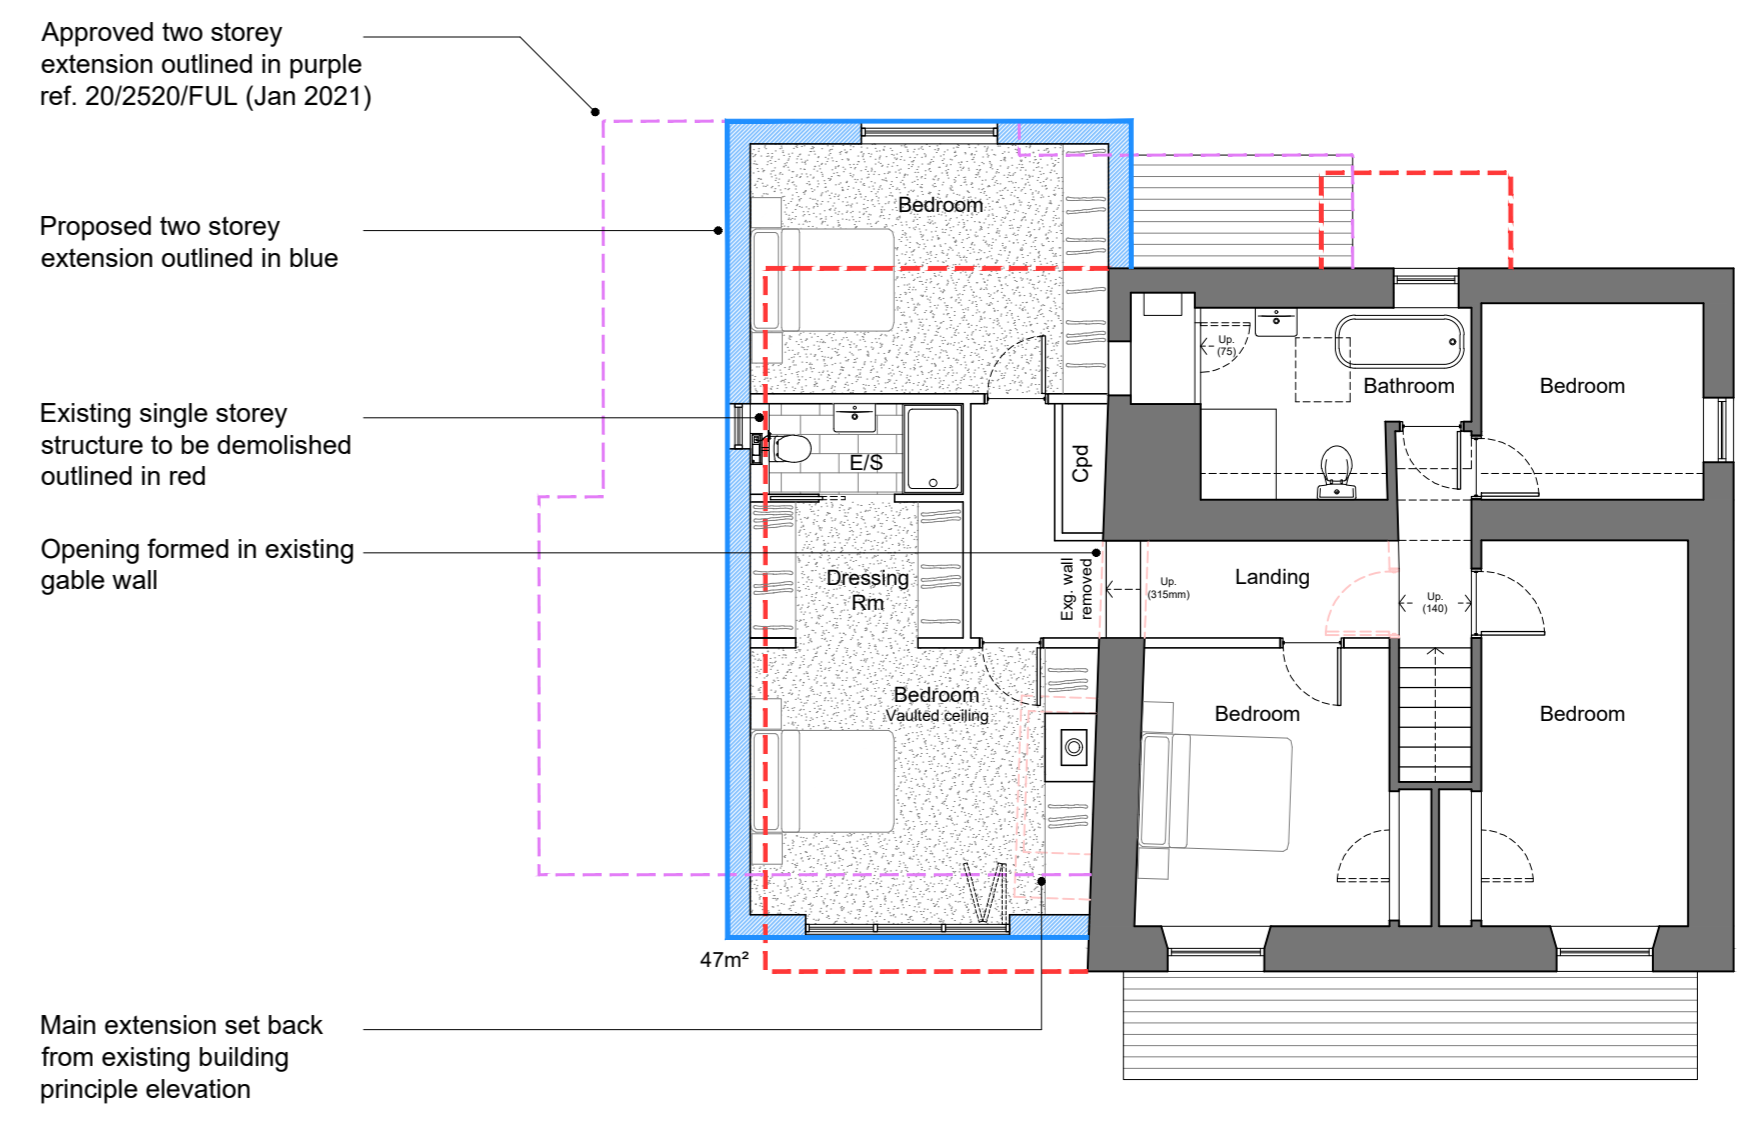 Approved two storey
extension outlined in purple
ref. 20/2520/FUL (Jan 2021)
Proposed two storey
extension outlined in blue
Existing single storey
structure to be demolished
outlined in red
Opening formed in existing
gable wall
Main extension set back
from existing building
principle elevation
Bedroom
Up.
(75)
Bathroom
Bedroom
E/S
Cpd
Dressing
Rm
Exg. wall
removed
Up.
(315mm)
Landing
Up.
(140)
Bedroom
Vaulted ceiling
Bedroom
Bedroom
47m²